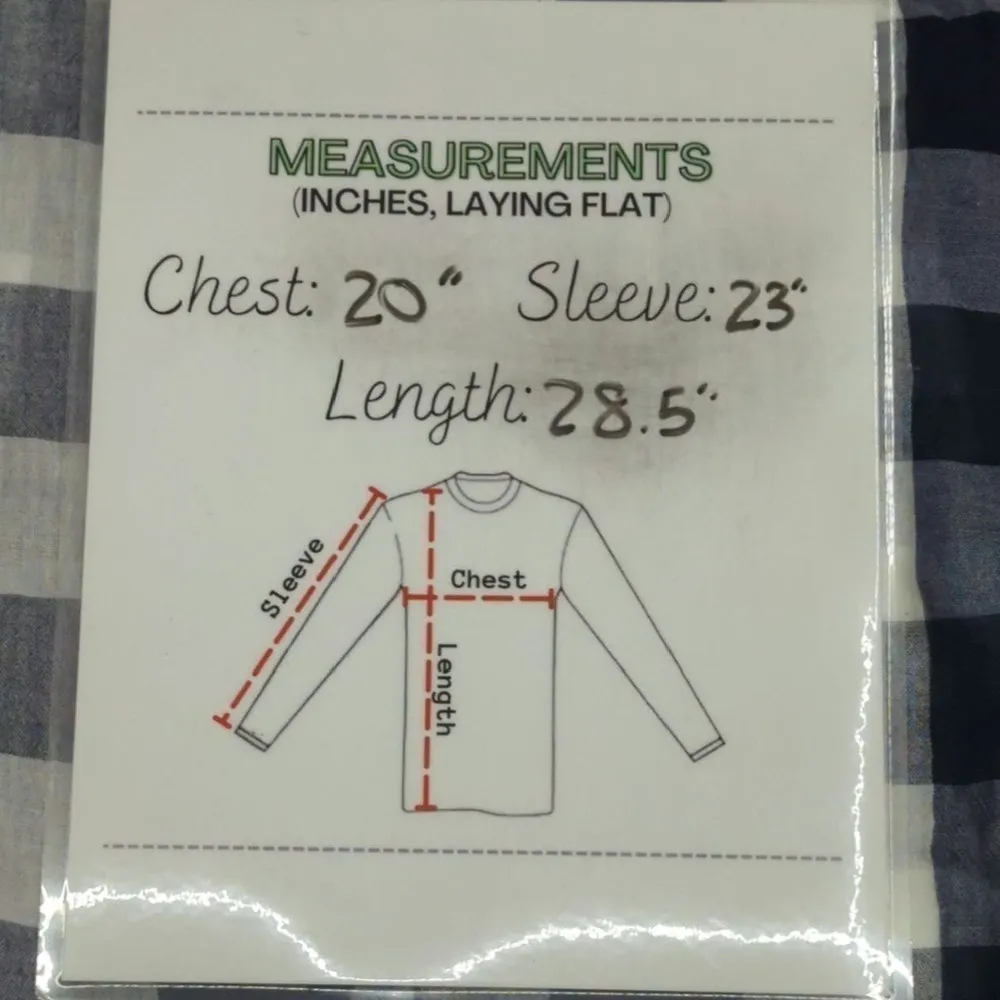 MEASUREMENTS
(INCHES, LAYING FLAT)
Chest: 20" Sleeve: 23"
Length: 28.5"
Sleeve
Chest
Length